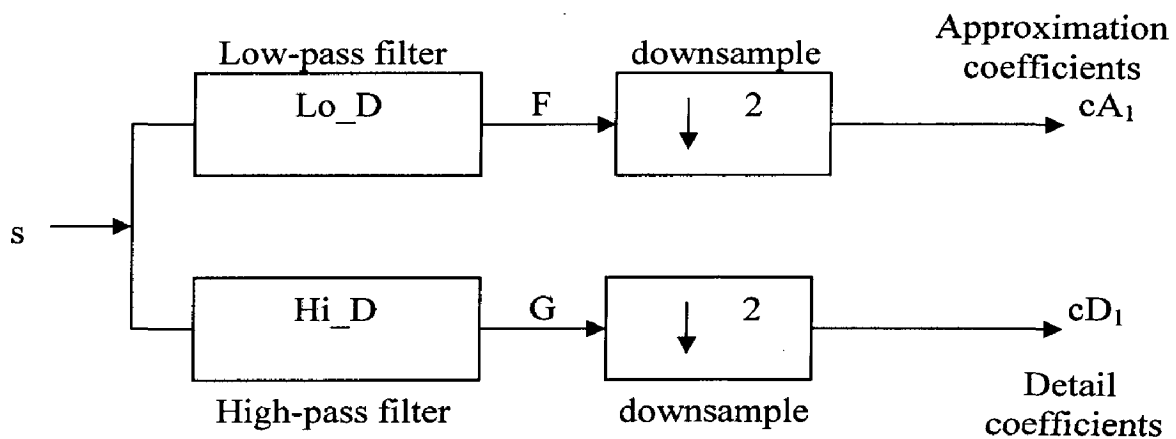 Low-pass filter
downsample
Approximation
coefficients
Lo_D
F
2
cA₁
s
Hi_D
G
2
cD₁
High-pass filter
downsample
Detail
coefficients